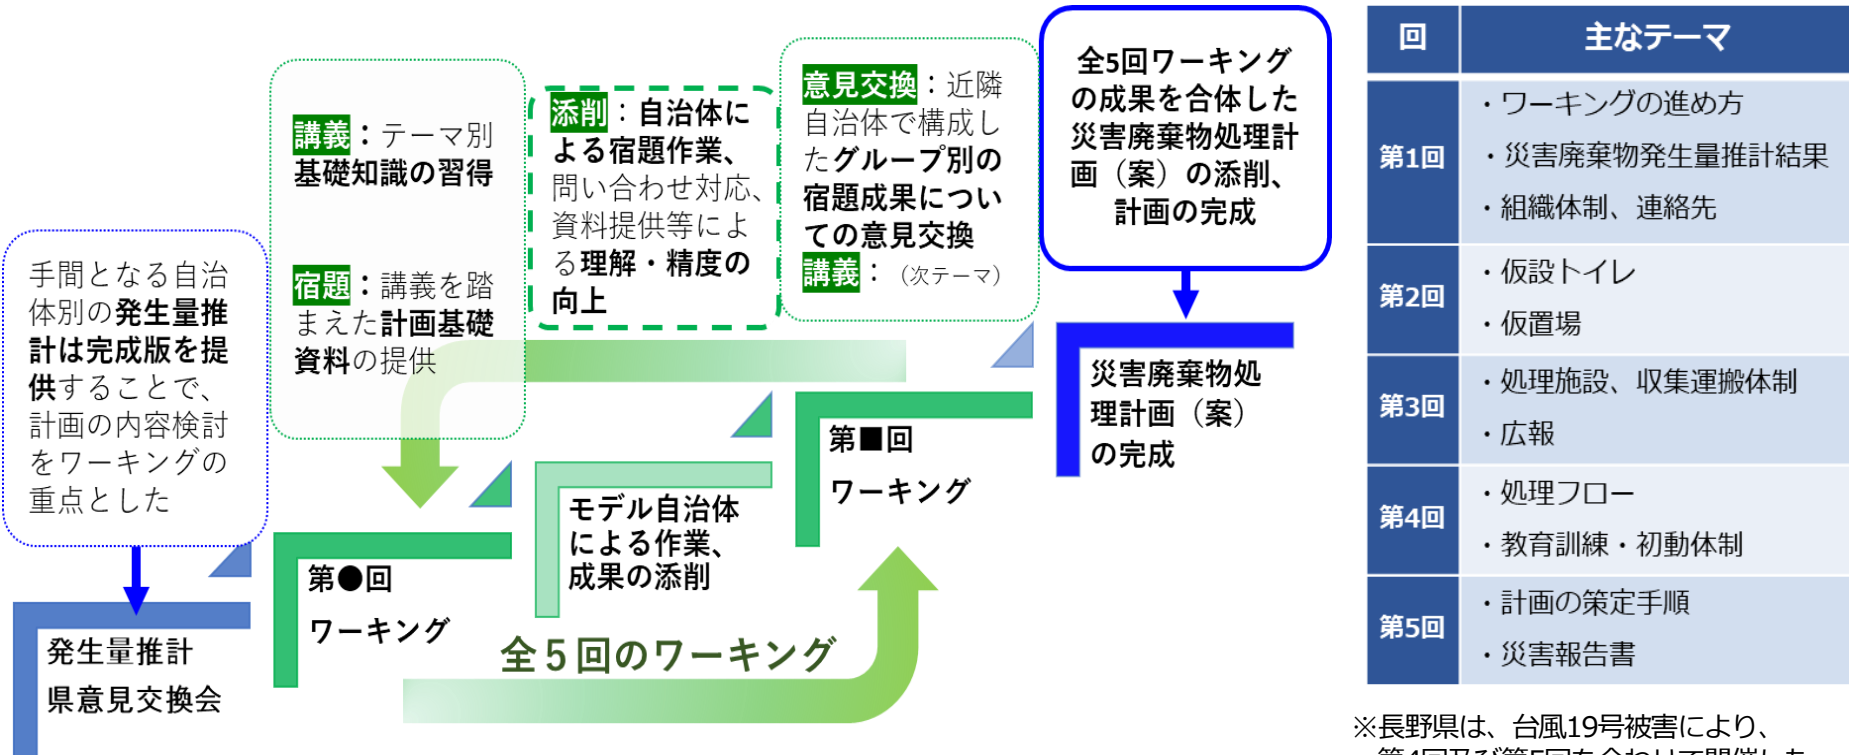 手間となる自治
体別の発生量推
計は完成版を提
供することで、
計画の内容検討
をワーキングの
重点とした
発生量推計
県意見交換会
講義：テーマ別
基礎知識の習得
宿題：講義を踏
まえた計画基礎
資料の提供
第●回
ワーキング
添削：自治体に
よる宿題作業、
問い合わせ対応、
資料提供等によ
る理解・精度の
向上
モデル自治体
による作業、
成果の添削
意見交換：近隣
自治体で構成し
たグループ別の
宿題成果につい
ての意見交換
講義：（次テーマ）
第■回
ワーキング
全５回のワーキング
全5回ワーキング
の成果を合体した
災害廃棄物処理計
画（案）の添削、
計画の完成
災害廃棄物処
理計画（案）
の完成
回 主なテーマ
第1回
・ワーキングの進め方
・災害廃棄物発生量推計結果
・組織体制、連絡先
第2回
・仮設トイレ
・仮置場
第3回
・処理施設、収集運搬体制
・広報
第4回
・処理フロー
・教育訓練・初動体制
第5回
・計画の策定手順
・災害報告書
※長野県は、台風19号被害により、
第4回及び第5回を合わせて開催した